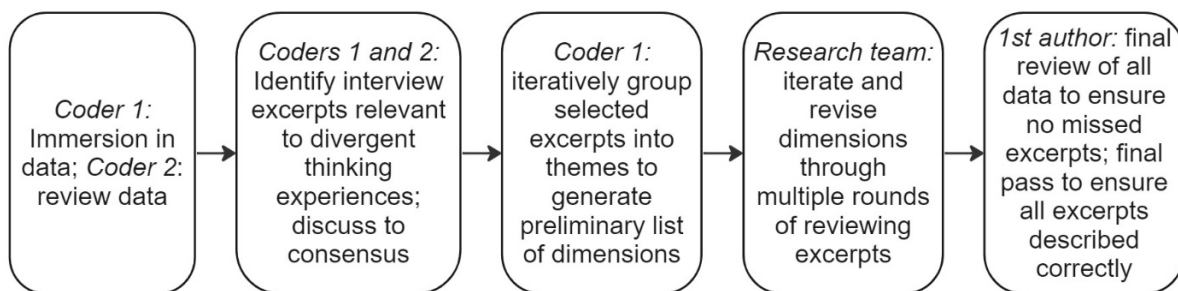 Coder 1:
Immersion in
data; Coder 2:
review data
Coders 1 and 2:
Identify interview
excerpts relevant
to divergent
thinking
experiences;
discuss to
consensus
Coder 1:
iteratively group
selected
excerpts into
themes to
generate
preliminary list
of dimensions
Research team:
iterate and
revise
dimensions
through
multiple rounds
of reviewing
excerpts
1st author: final
review of all
data to ensure
no missed
excerpts; final
pass to ensure
all excerpts
described
correctly